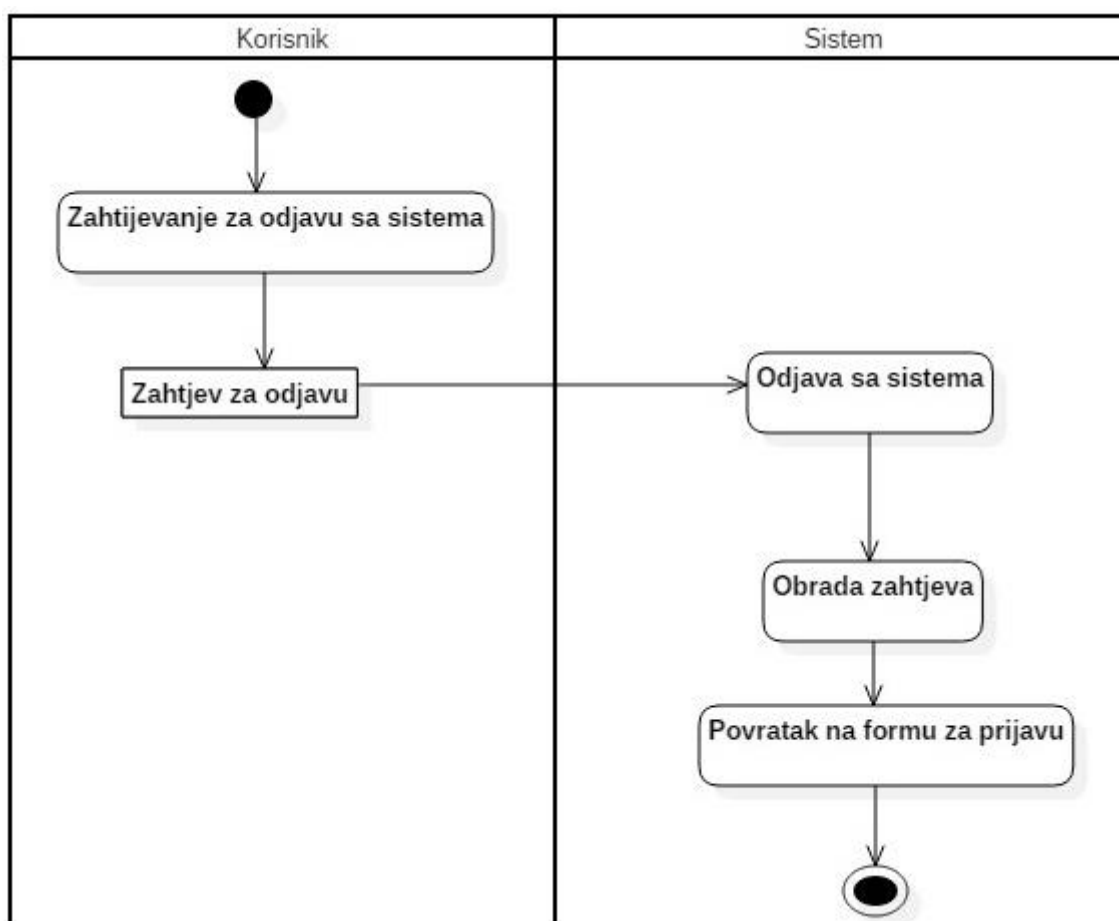 Korisnik
Sistem
Zahtijevanje za odjavu sa sistema
Zahtjev za odjavu
Odjava sa sistema
Obrada zahtjeva
Povratak na formu za prijavu